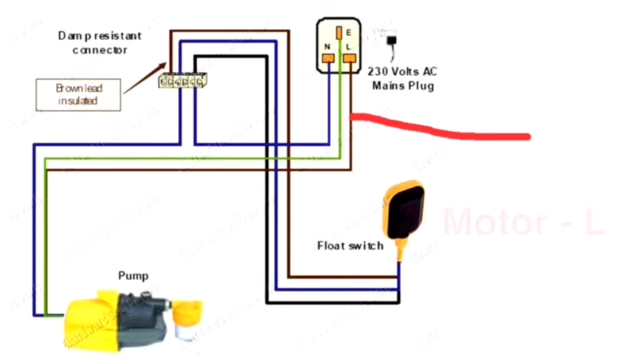 Damp resistant
connector
Brown lead
insulated
E
N L
230 Volts AC
Mains Plug
Float switch
Motor - L
Pump